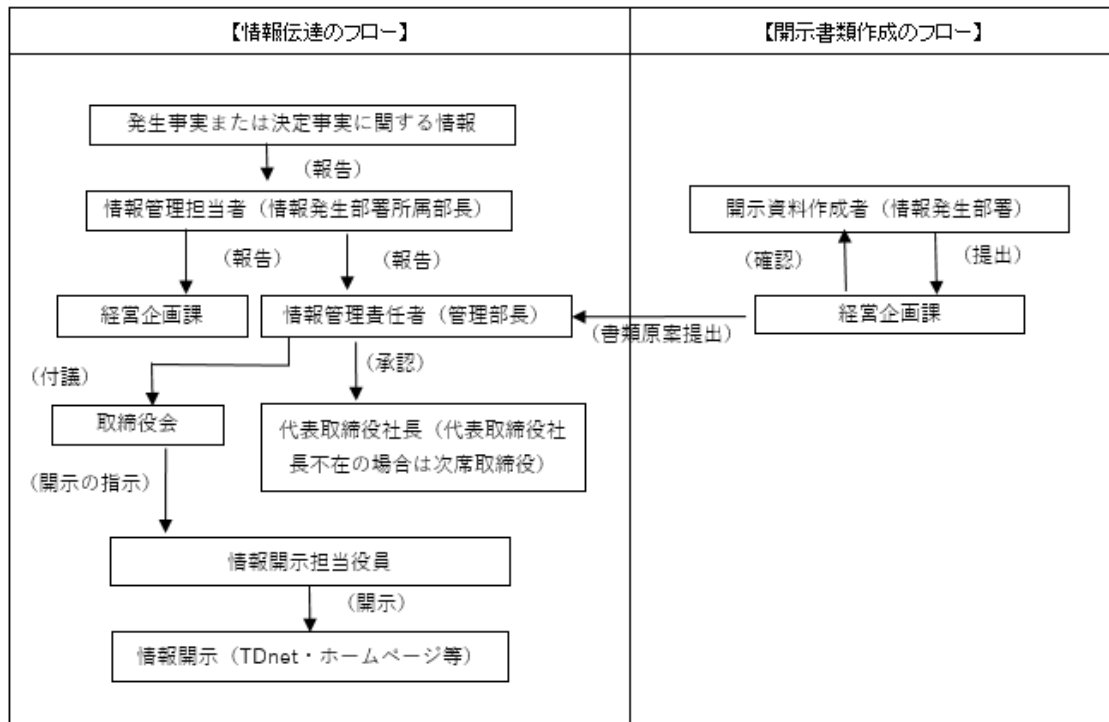 【情報伝達のフロー】
【開示書類作成のフロー】
発生事実または決定事実に関する情報
（報告）
情報管理担当者（情報発生部署所属部長）
（報告）
（報告）
経営企画課
情報管理責任者（管理部長）
（付議）
（承認）
取締役会
代表取締役社長（代表取締役社
長不在の場合は次席取締役）
（開示の指示）
情報開示担当役員
（開示）
情報開示（TDnet・ホームページ等）
開示資料作成者（情報発生部署）
（確認）
（提出）
経営企画課
（書類原案提出）